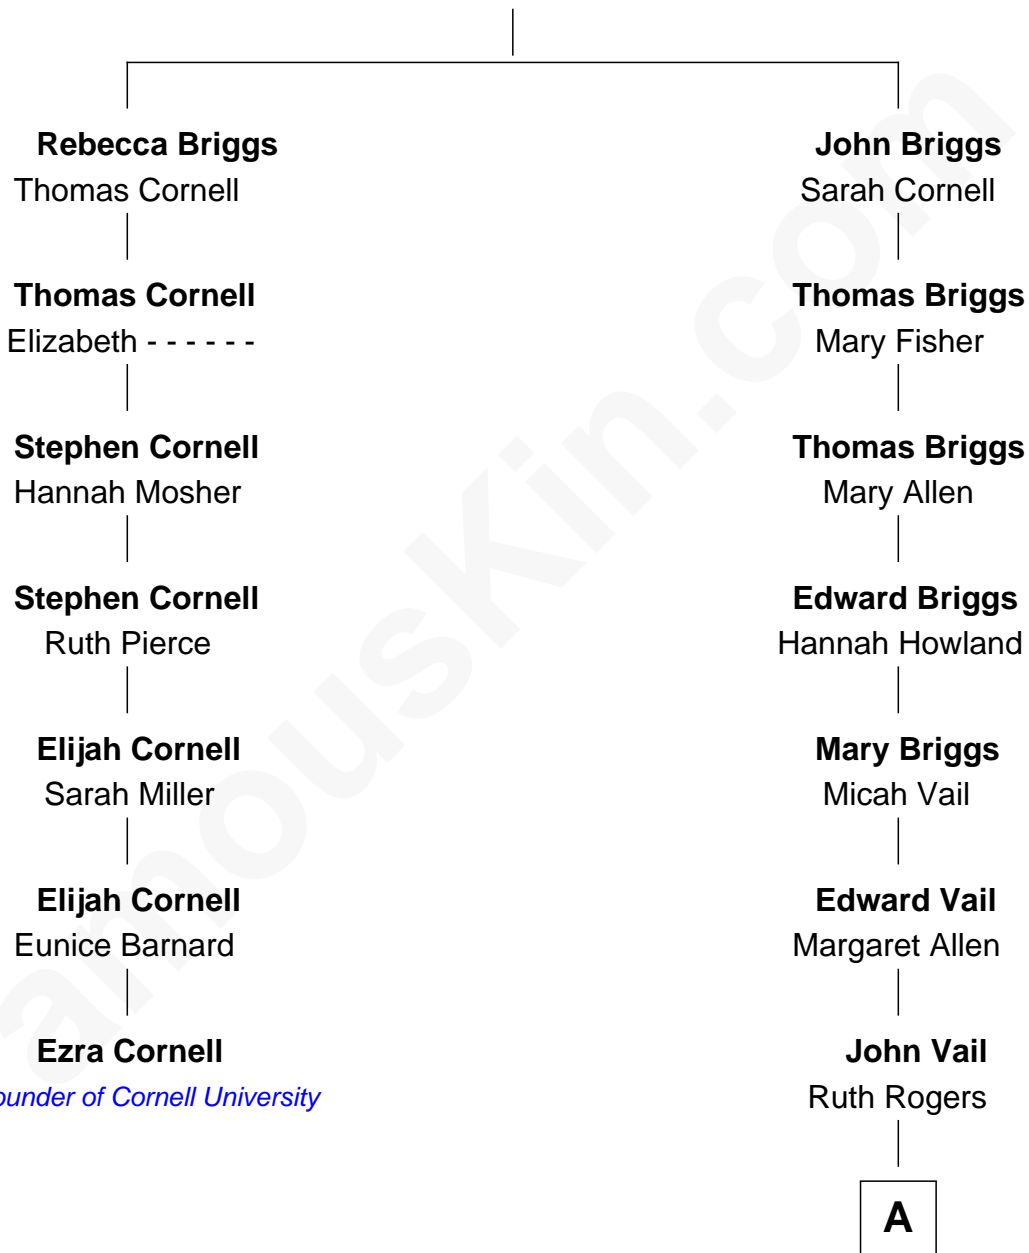 Rebecca Briggs
Thomas Cornell
Thomas Cornell
Elizabeth - - - - - -
Stephen Cornell
Hannah Mosher
Stephen Cornell
Ruth Pierce
Elijah Cornell
Sarah Miller
Elijah Cornell
Eunice Barnard
Ezra Cornell
ounder of Cornell University
John Briggs
Sarah Cornell
Thomas Briggs
Mary Fisher
Thomas Briggs
Mary Allen
Edward Briggs
Hannah Howland
Mary Briggs
Micah Vail
Edward Vail
Margaret Allen
John Vail
Ruth Rogers
A
amouskin.com